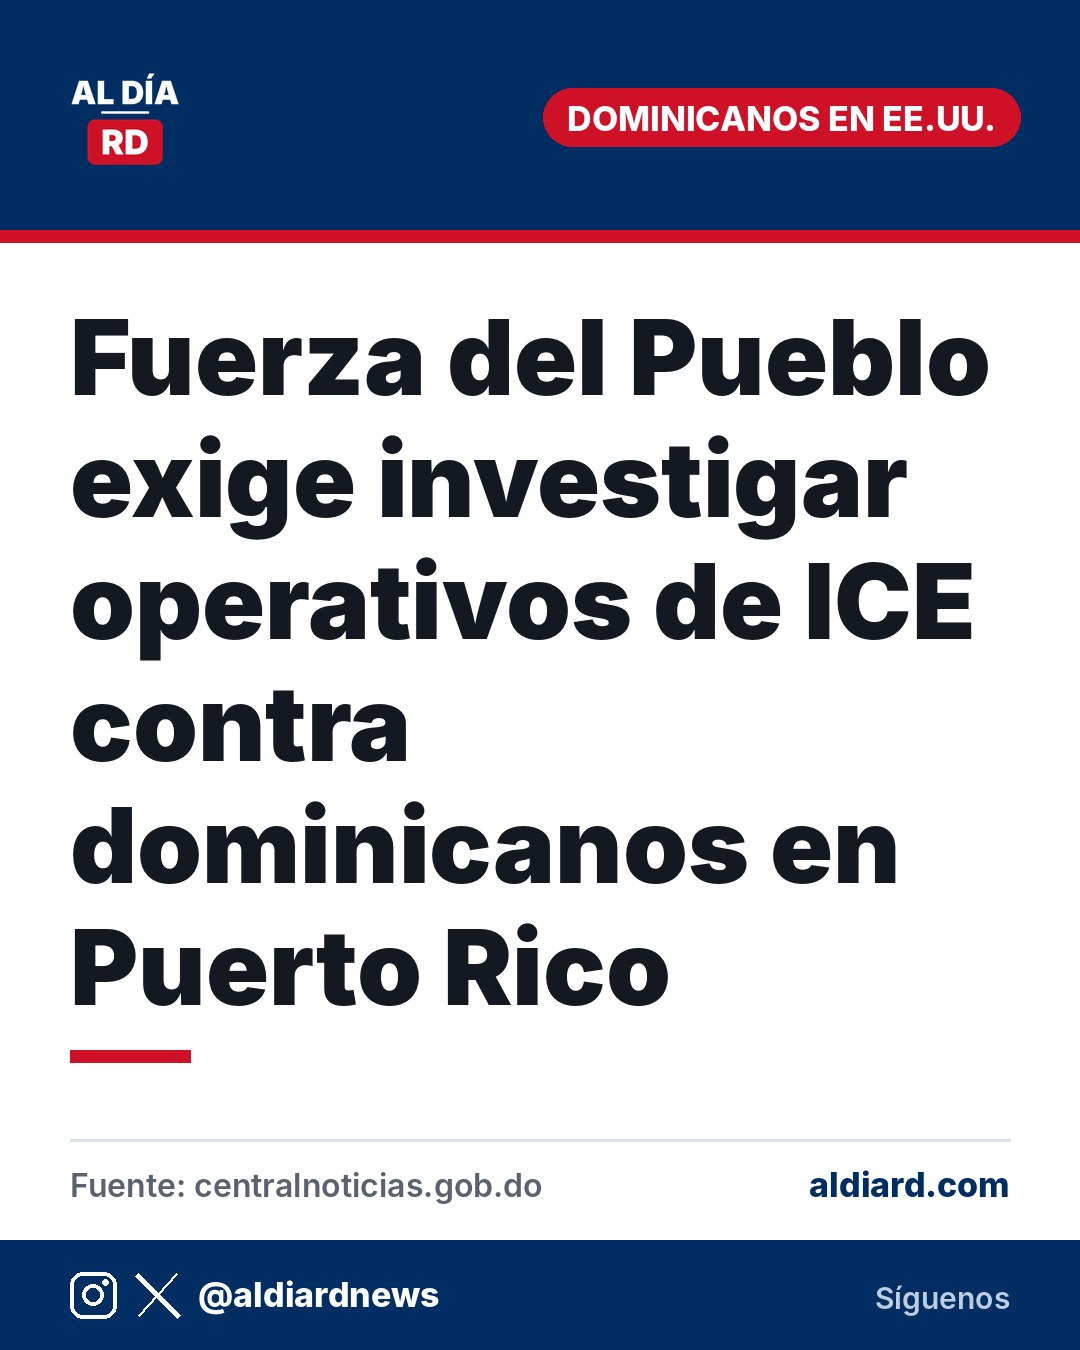 AL DÍA
RD
DOMINICANOS EN EE.UU.
Fuerza del Pueblo
exige investigar
operativos de ICE
contra
dominicanos en
Puerto Rico
Fuente: centralnoticias.gob.do
aldiard.com
@aldiardnews
Síguenos